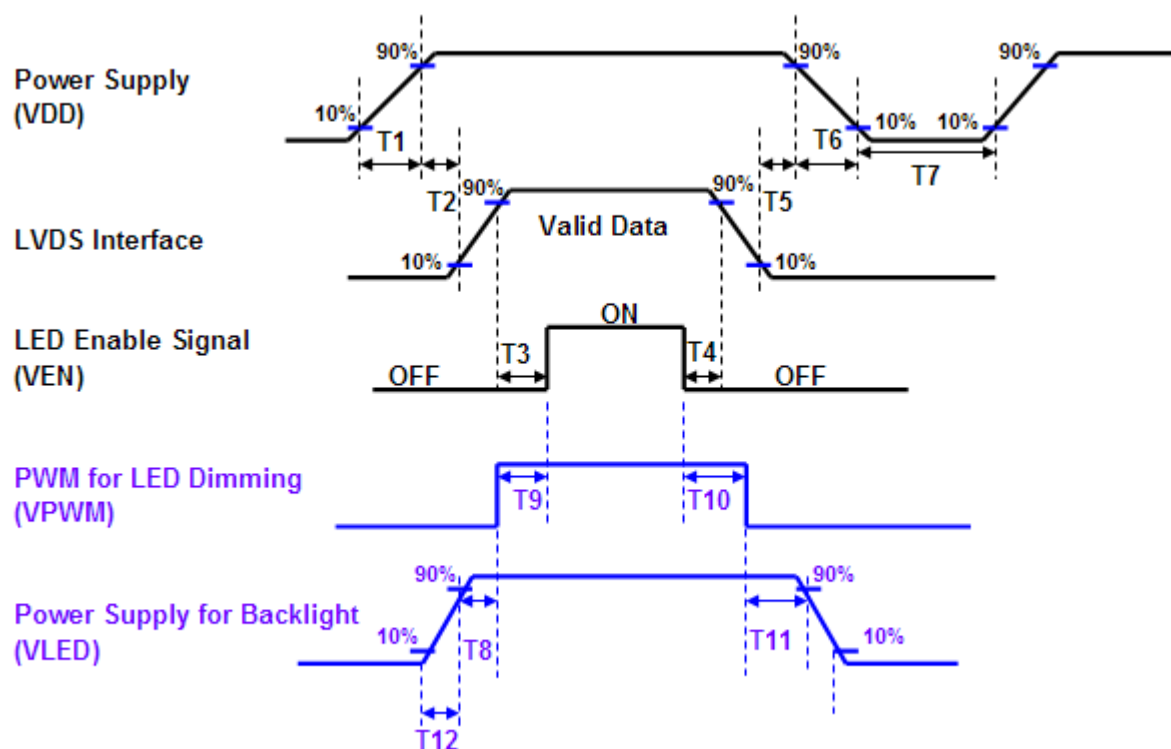 90% 90% 90%
Power Supply
(VDD)
10% 10% 10%
T1 T6 T7
T2 T5
90% 90%
Valid Data
LVDS Interface
10% 10%
ON
LED Enable Signal
(VEN)
T3 T4
OFF OFF
PWM for LED Dimming
(VPWM)
T9 T10
90% 90%
Power Supply for Backlight
(VLED)
10% 10%
T8 T11
T12